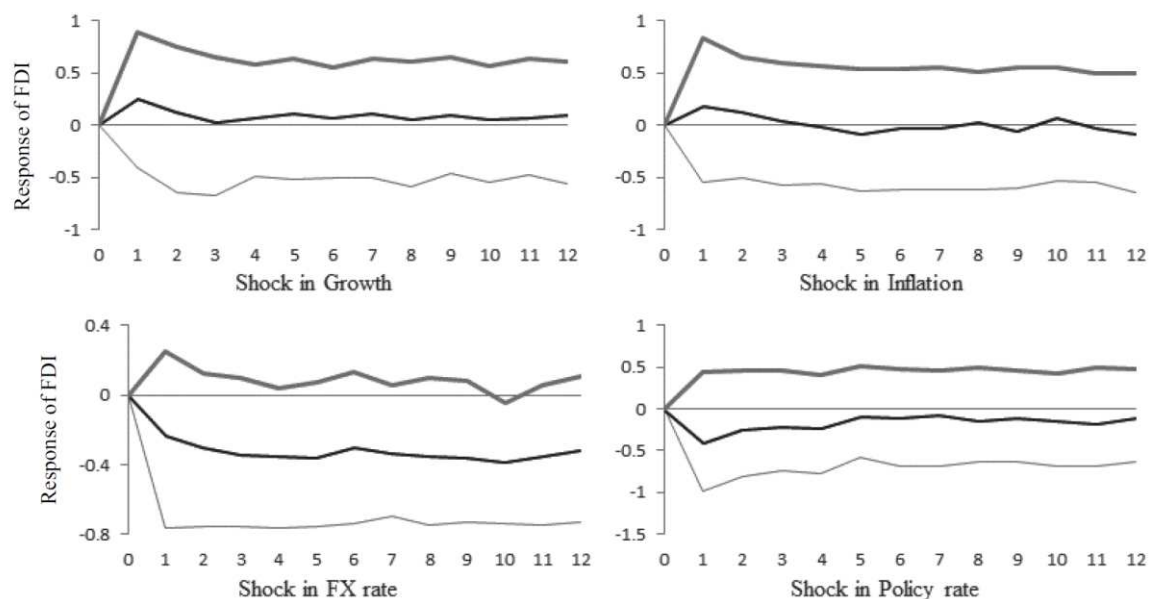 Response of FDI
1
0.5
0
-0.5
-1
0 1 2 3 4 5 6 7 8 9 10 11 12
Shock in Growth
1
0.5
0
-0.5
-1
0 1 2 3 4 5 6 7 8 9 10 11 12
Shock in Inflation
Response of FDI
0.4
0
-0.4
-0.8
0 1 2 3 4 5 6 7 8 9 10 11 12
Shock in FX rate
1
0.5
0
-0.5
-1
-1.5
0 1 2 3 4 5 6 7 8 9 10 11 12
Shock in Policy rate